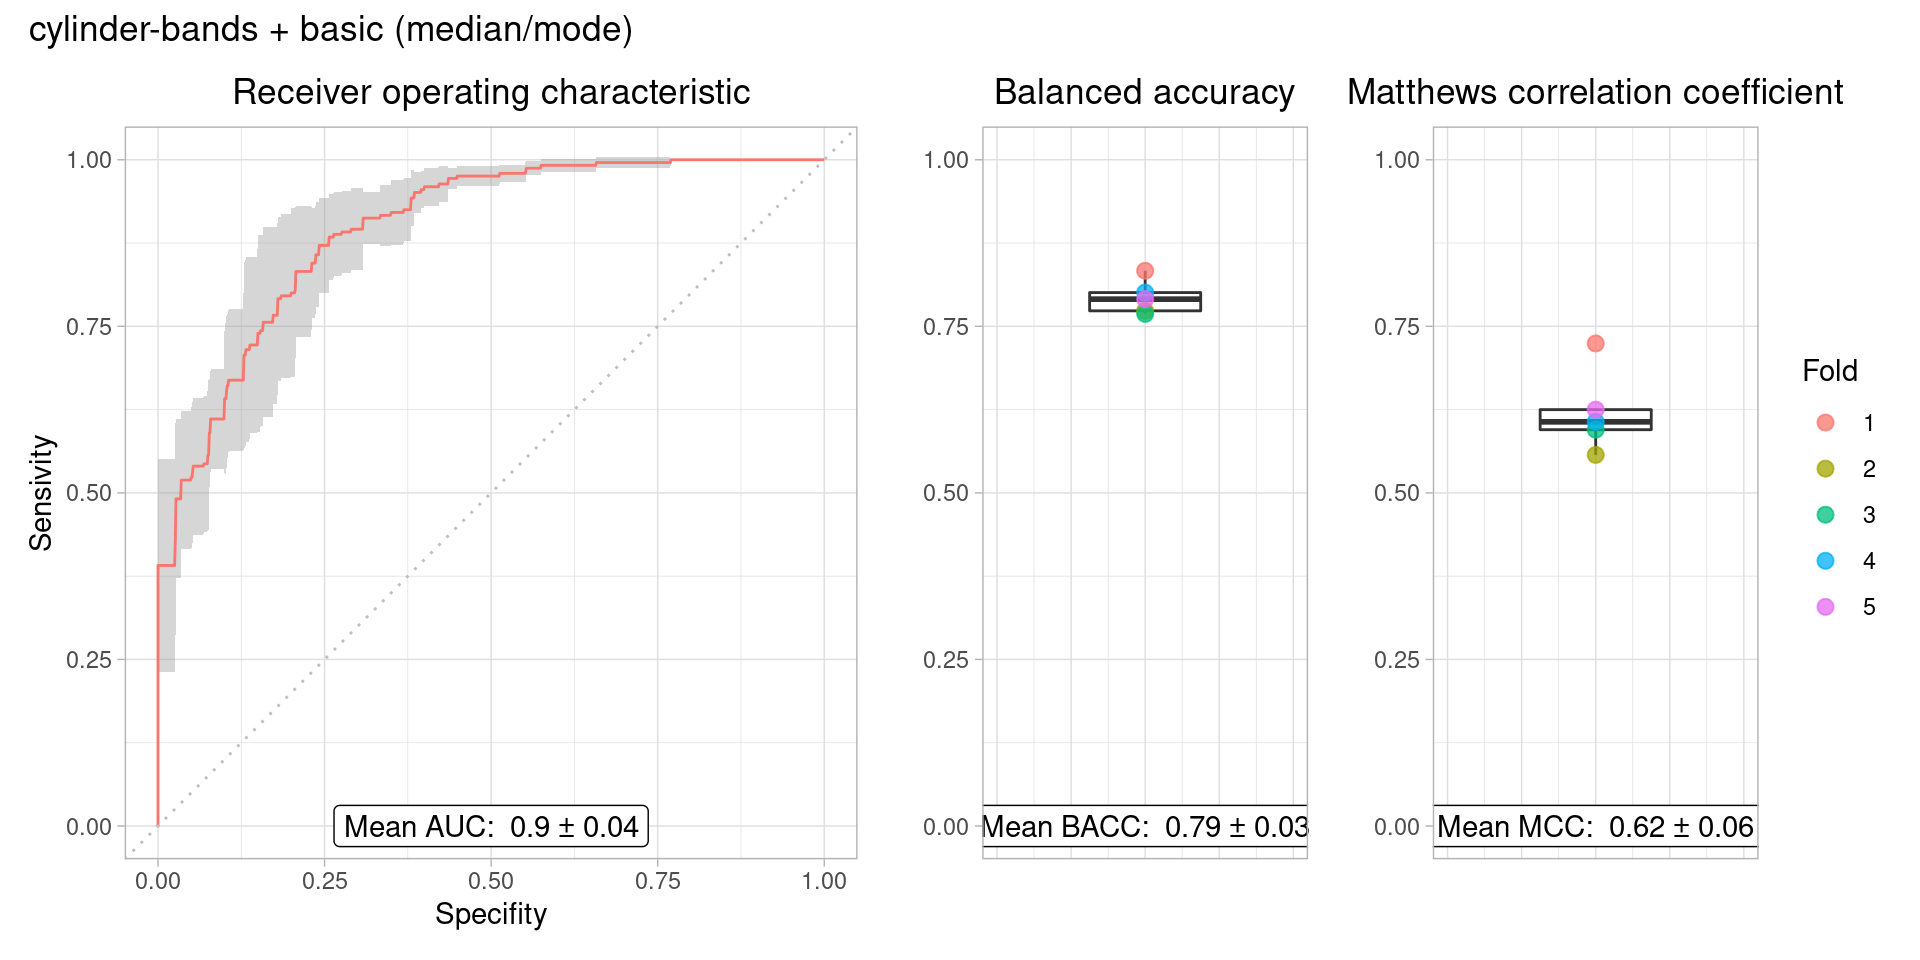 cylinder-bands + basic (median/mode)
Receiver operating characteristic
1.00
0.75
0.50
0.25
0.00
Sensivity
Mean AUC:  0.9 ± 0.04
0.00
0.25
0.50
0.75
1.00
Specifity
Balanced accuracy
1.00
0.75
0.50
0.25
0.00
Mean BACC:  0.79 ± 0.03
Matthews correlation coefficient
1.00
0.75
0.50
0.25
0.00
Mean MCC:  0.62 ± 0.06
Fold
1
2
3
4
5